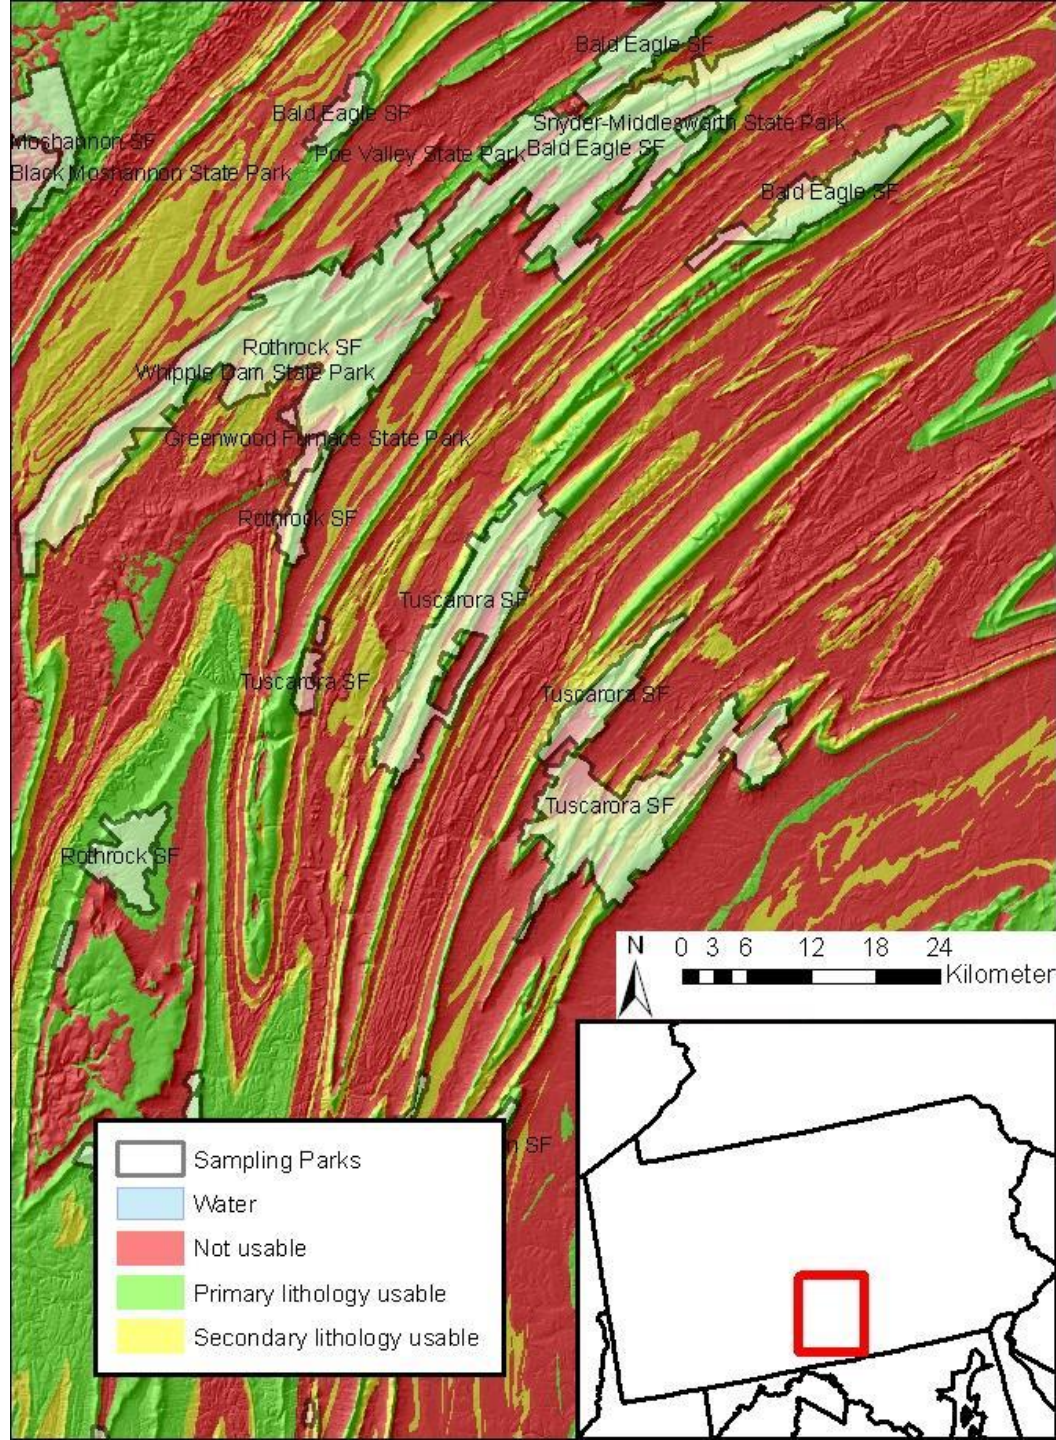 Bald Eagle SF
Bald Eagle SF
Snyder-Middlesworth State Park
Moshannon SF
Poe Valley State Park
Bald Eagle SF
Black Moshannon State Park
Bald Eagle SF
Rothrock SF
Whipple Dam State Park
Greenwood Furnace State Park
Rothrock SF
Tuscarora SF
Tuscarora SF
Tuscarora SF
Tuscarora SF
Rothrock SF
N
0 3 6 12 18 24
Kilometer
n SF
Sampling Parks
Water
Not usable
Primary lithology usable
Secondary lithology usable